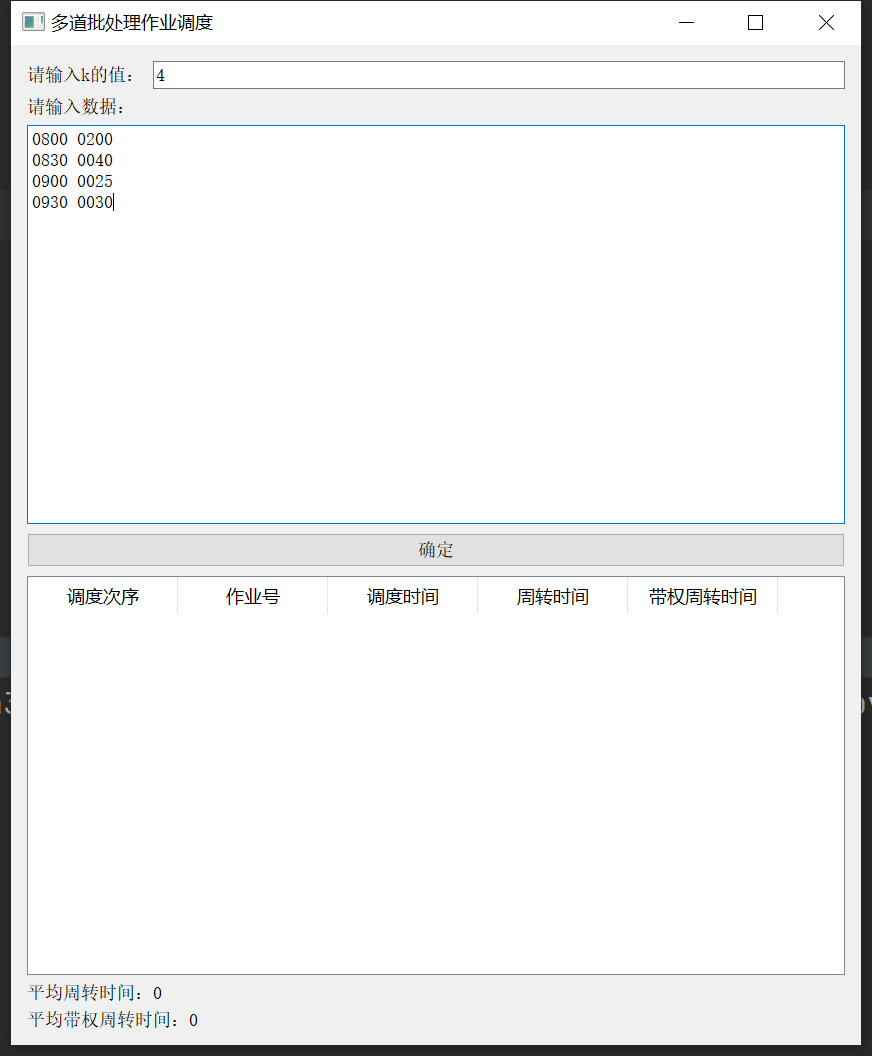 多道批处理作业调度
请输入k的值： 4
请输入数据：
0800 0200
0830 0040
0900 0025
0930 0030
确定
调度次序 作业号 调度时间 周转时间 带权周转时间
平均周转时间：0
平均带权周转时间：0